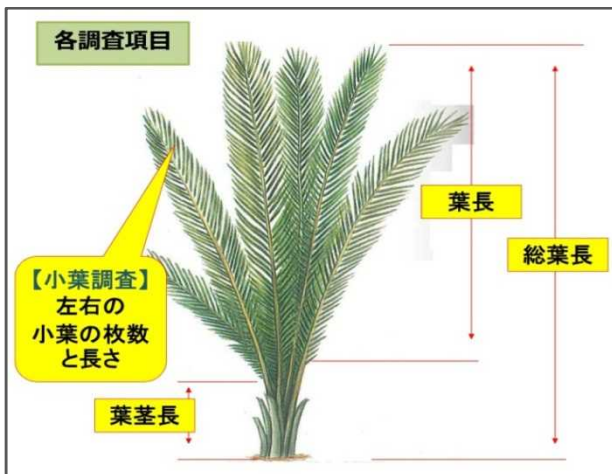 各調査項目
葉長
総葉長
【小葉調査】
左右の
小葉の枚数
と長さ
葉茎長